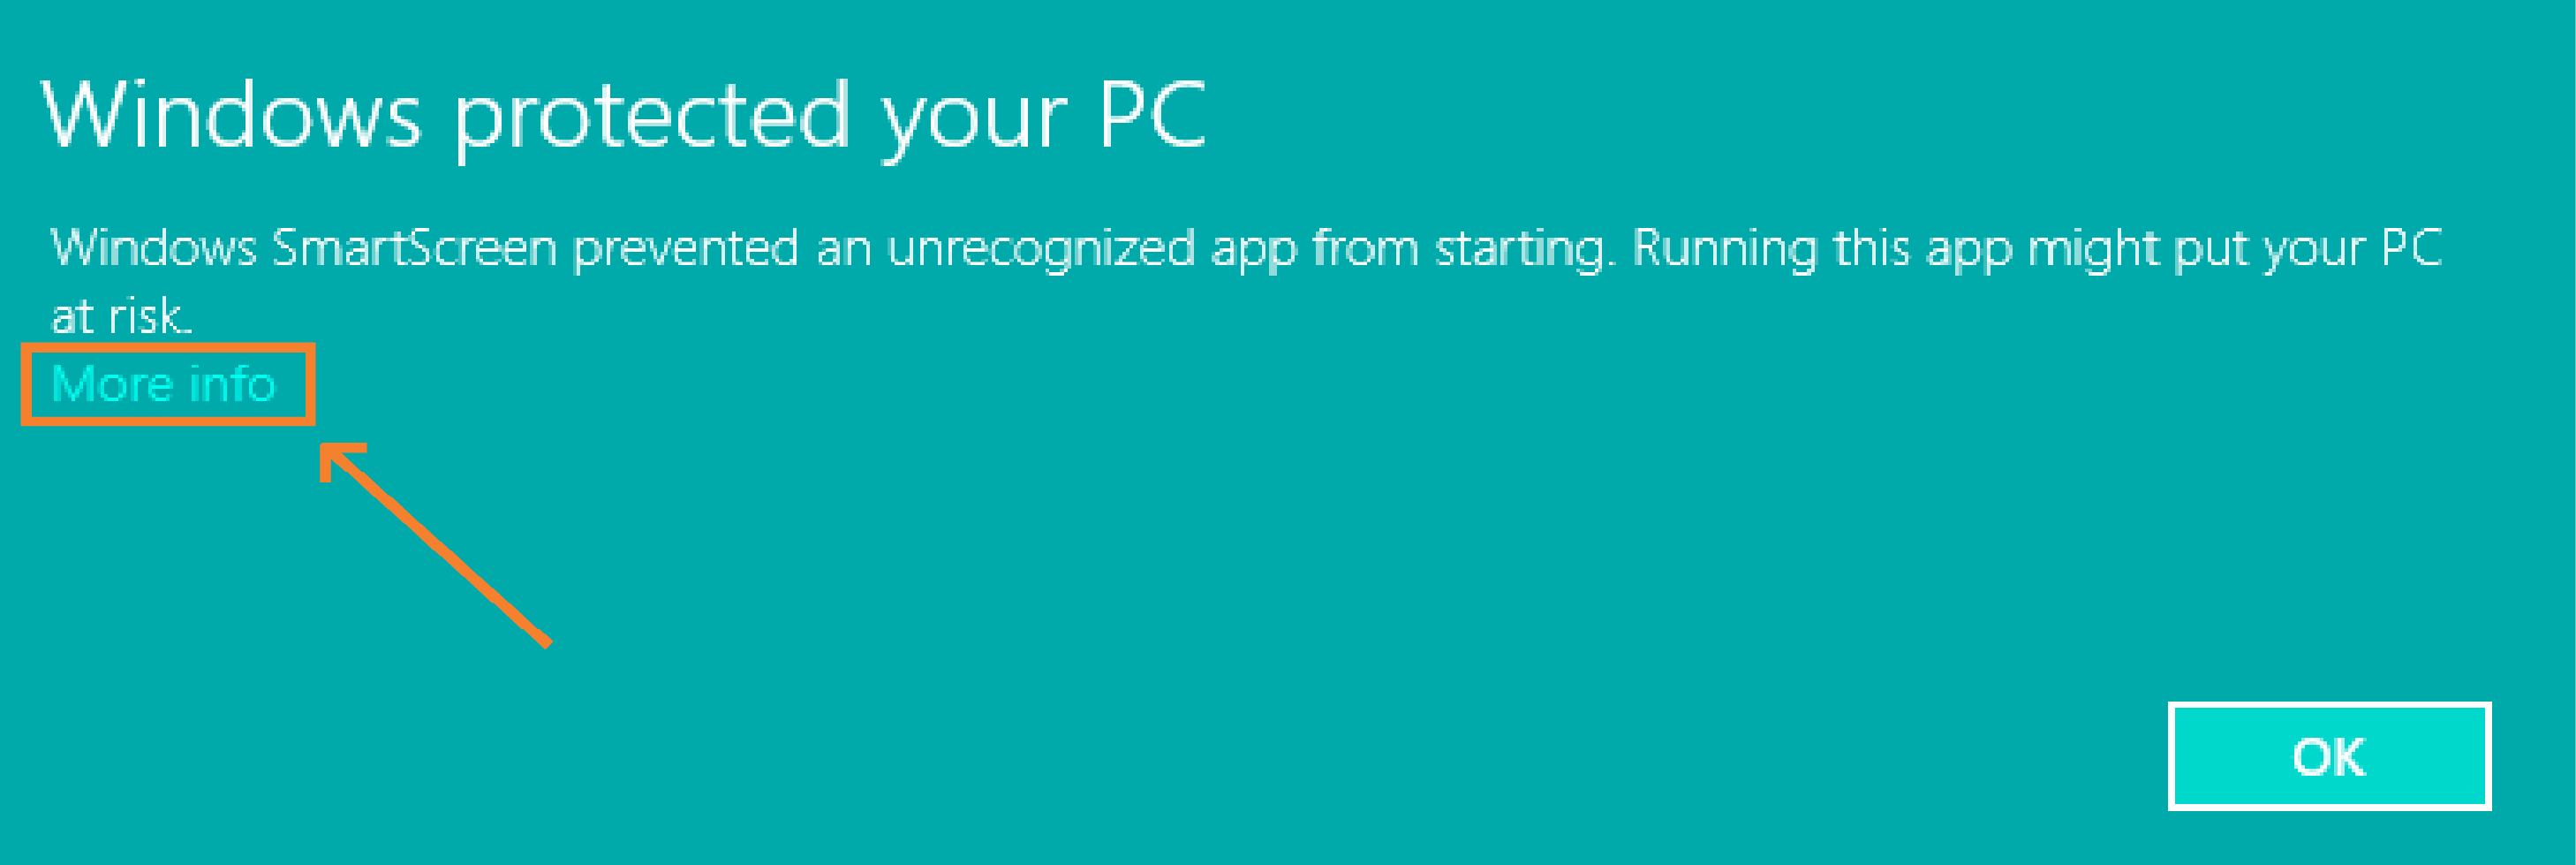 Windows protected your PC
Windows SmartScreen prevented an unrecognized app from starting. Running this app might put your PC
at risk.
More info
OK